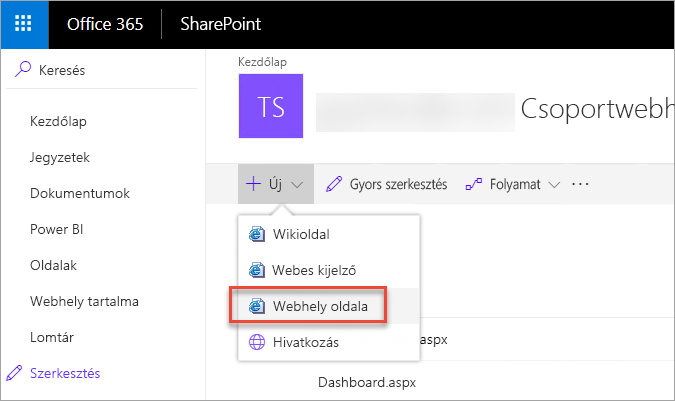 Office 365 SharePoint
Keresés
Kezdőlap
Jegyzetek
Dokumentumok
Power BI
Oldalak
Webhely tartalma
Lomtár
Szerkesztés
Kezdőlap
TS
Csoportwebh
Új Gyors szerkesztés Folyamat ...
Wikioldal
Webes kijelző
Webhely oldala
Hivatkozás
.aspx
Dashboard.aspx